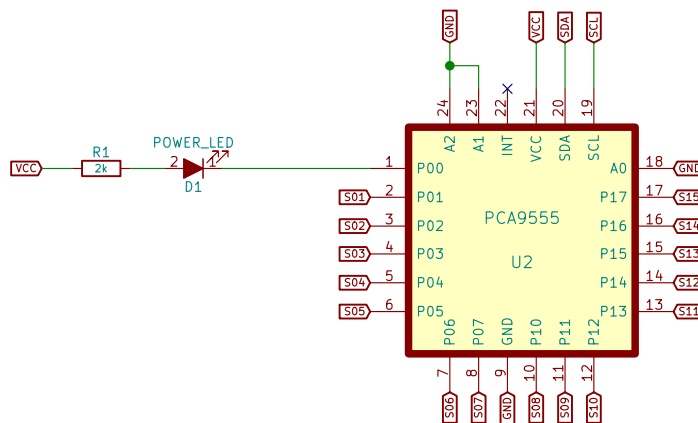 GND
VCC
SDA
SCL
24
23
22
21
20
19
A2
A1
INT
VCC
SDA
SCL
VCC
R1
2k
POWER_LED
2
1
D1
1
P00
A0
18
GND
S01
2
P01
P17
17
S15
S02
3
P02
PCA9555
P16
16
S14
S03
4
P03
P15
15
S13
U2
S04
5
P04
P14
14
S12
S05
6
P05
P13
13
S11
P06
P07
GND
P10
P11
P12
7
8
9
10
11
12
S06
S07
GND
S08
S09
S10